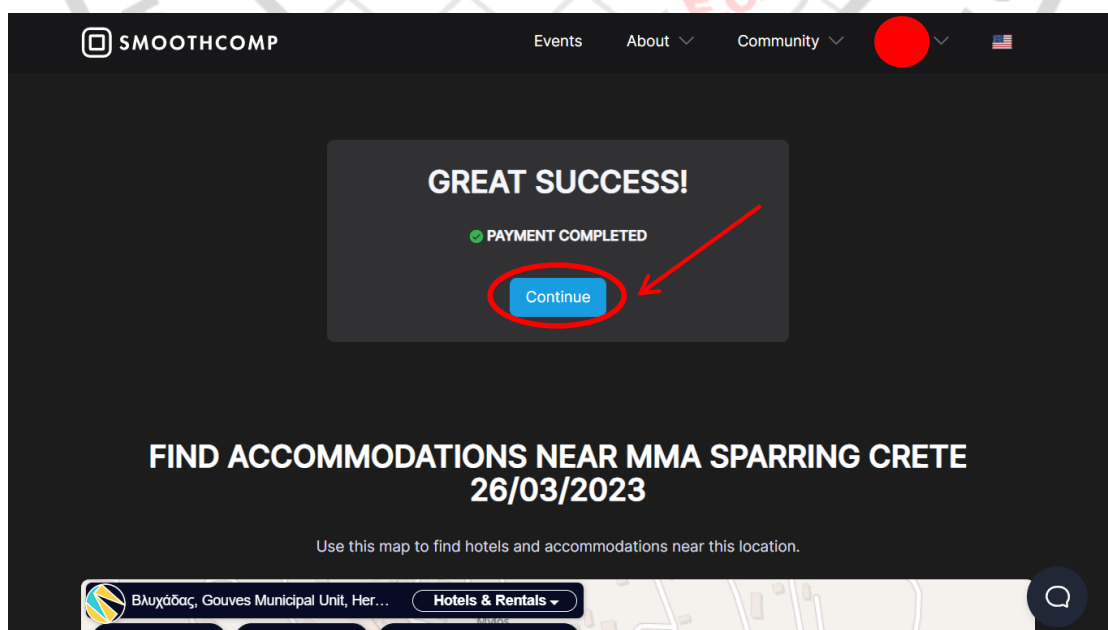 SMOOTHCOMP
Events
About
Community
GREAT SUCCESS!
PAYMENT COMPLETED
Continue
FIND ACCOMMODATIONS NEAR MMA SPARRING CRETE
26/03/2023
Use this map to find hotels and accommodations near this location.
Βλυχάδας, Gouves Municipal Unit, Her...
Hotels & Rentals